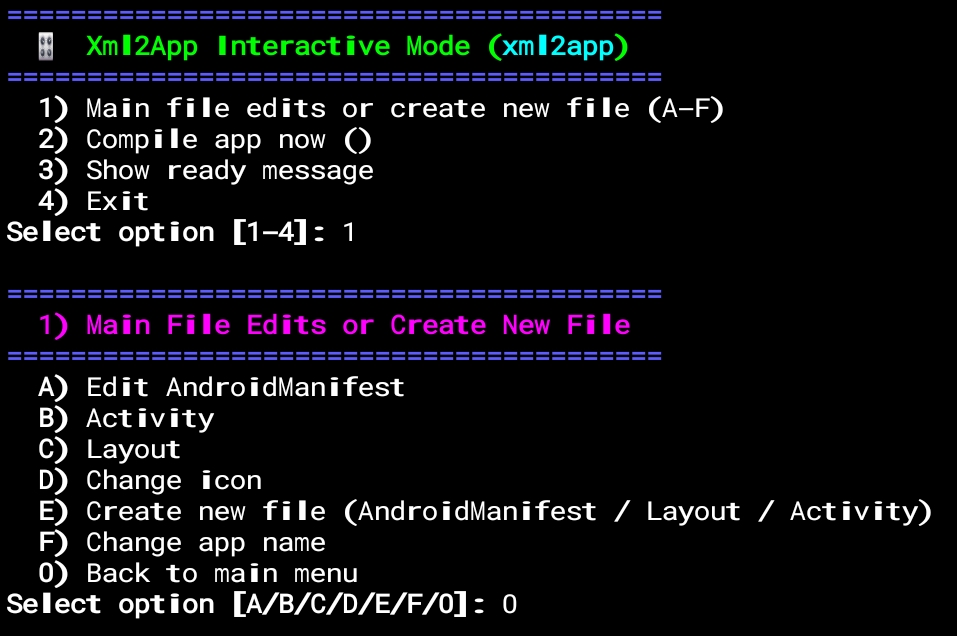 =========================================
🎛 Xml2App Interactive Mode (xml2app)
=========================================
1) Main file edits or create new file (A–F)
2) Compile app now ()
3) Show ready message
4) Exit
Select option [1–4]: 1
=========================================
1) Main File Edits or Create New File
=========================================
A) Edit AndroidManifest
B) Activity
C) Layout
D) Change icon
E) Create new file (AndroidManifest / Layout / Activity)
F) Change app name
0) Back to main menu
Select option [A/B/C/D/E/F/0]: 0